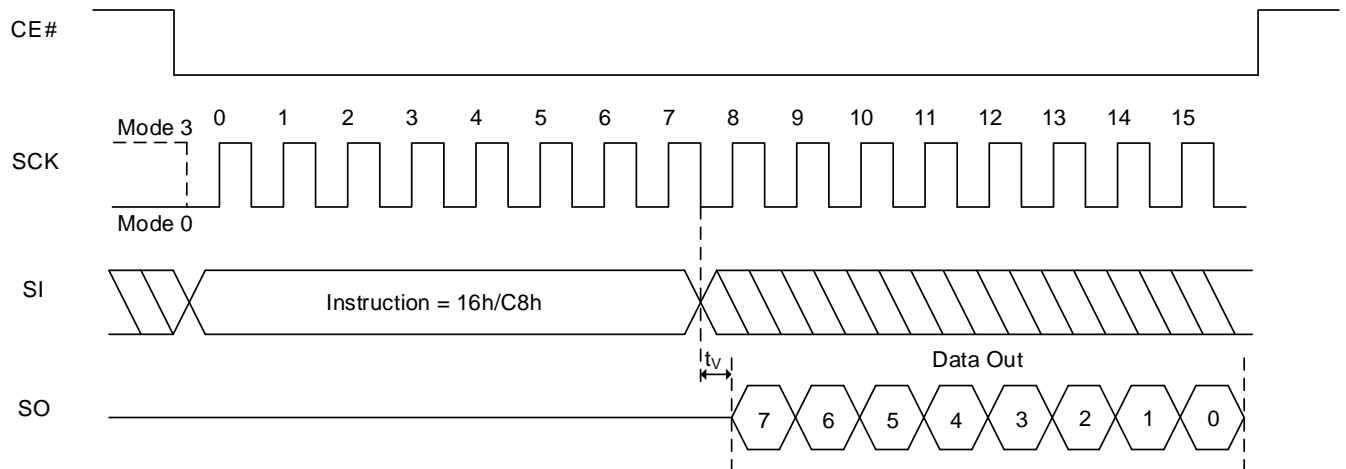 CE#
Mode 3 0 1 2 3 4 5 6 7 8 9 10 11 12 13 14 15
SCK
Mode 0
SI
Instruction = 16h/C8h
tV Data Out
SO
7 6 5 4 3 2 1 0